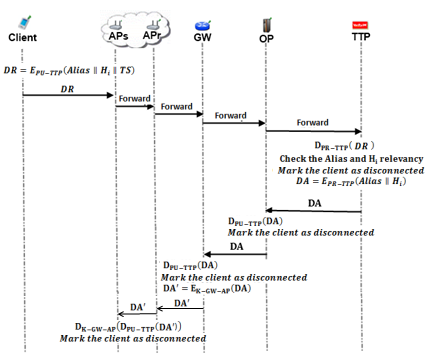 Client
APs
APr
GW
OP
TTP
DR = E_PU−TTP(Alias ∥ H_i ∥ TS)
DR
Forward
Forward
Forward
Forward
D_PR−TTP( DR )
Check the Alias and H_i relevancy
Mark the client as disconnected
DA = E_PR−TTP(Alias ∥ H_i)
DA
D_PU−TTP(DA)
Mark the client as disconnected
DA
D_PU−TTP(DA)
Mark the client as disconnected
DA′ = E_K−GW−AP(DA)
DA′
DA′
D_K−GW−AP(D_PU−TTP(DA′))
Mark the client as disconnected